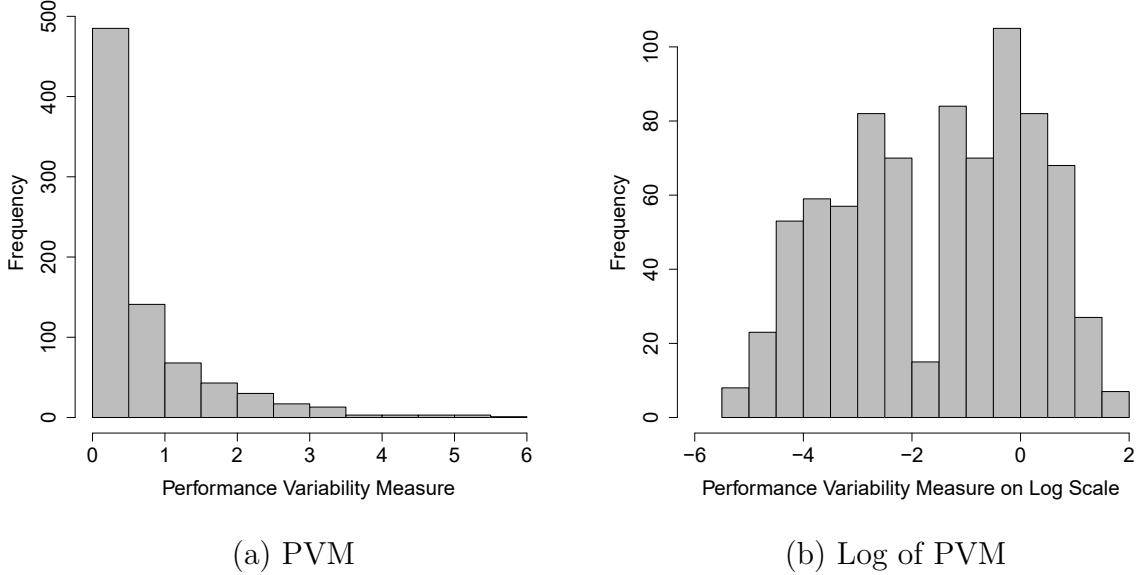 500
400
300
200
100
0
Frequency
0 1 2 3 4 5 6
Performance Variability Measure
(a) PVM
100
80
60
40
20
0
Frequency
−6 −4 −2 0 2
Performance Variability Measure on Log Scale
(b) Log of PVM